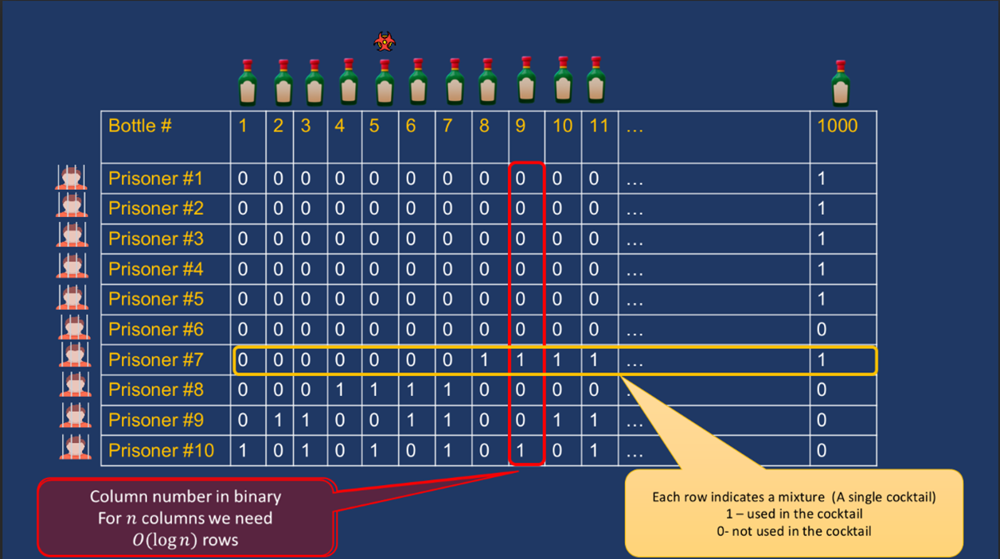 Bottle # 1 2 3 4 5 6 7 8 9 10 11 … 1000
Prisoner #1 0 0 0 0 0 0 0 0 0 0 0 … 1
Prisoner #2 0 0 0 0 0 0 0 0 0 0 0 … 1
Prisoner #3 0 0 0 0 0 0 0 0 0 0 0 … 1
Prisoner #4 0 0 0 0 0 0 0 0 0 0 0 … 1
Prisoner #5 0 0 0 0 0 0 0 0 0 0 0 … 1
Prisoner #6 0 0 0 0 0 0 0 0 0 0 0 … 0
Prisoner #7 0 0 0 0 0 0 0 1 1 1 1 … 1
Prisoner #8 0 0 0 1 1 1 1 0 0 0 0 … 0
Prisoner #9 0 1 1 0 0 1 1 0 0 1 1 … 0
Prisoner #10 1 0 1 0 1 0 1 0 1 0 1 … 0
Column number in binary
For n columns we need
O(log n) rows
Each row indicates a mixture (A single cocktail)
1 – used in the cocktail
0- not used in the cocktail